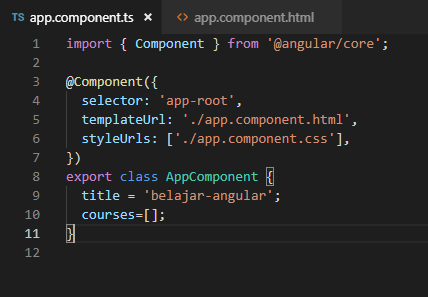 TS app.component.ts × <> app.component.html
1 import { Component } from '@angular/core';
2
3 @Component({
4 selector: 'app-root',
5 templateUrl: './app.component.html',
6 styleUrls: ['./app.component.css'],
7 })
8 export class AppComponent {
9 title = 'belajar-angular';
10 courses=[];
11 }
12